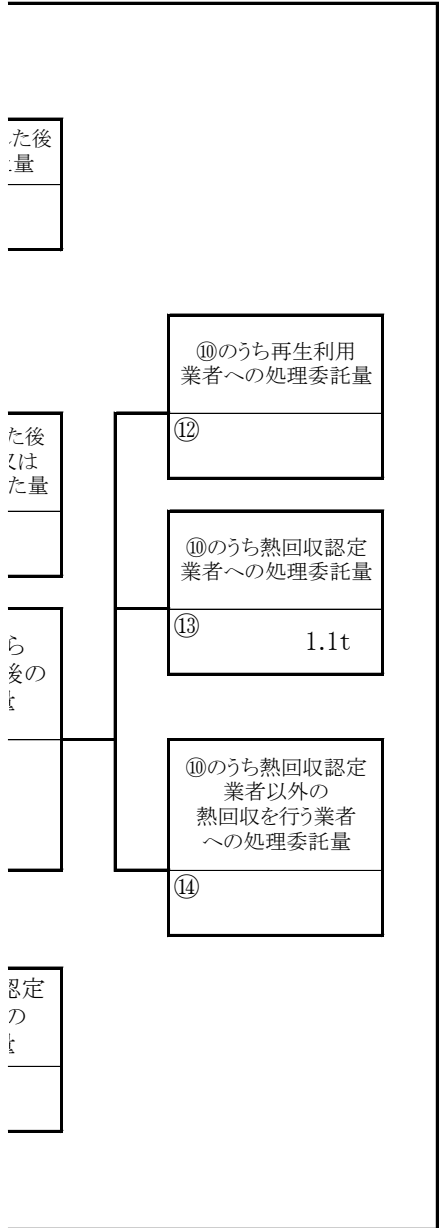 た後
量
⑩のうち再生利用
業者への処理委託量
⑫
た後
又は
た量
⑩のうち熱回収認定
業者への処理委託量
⑬ 1.1t
ら
後の
⑩のうち熱回収認定
業者以外の
熱回収を行う業者
への処理委託量
⑭
認定
の